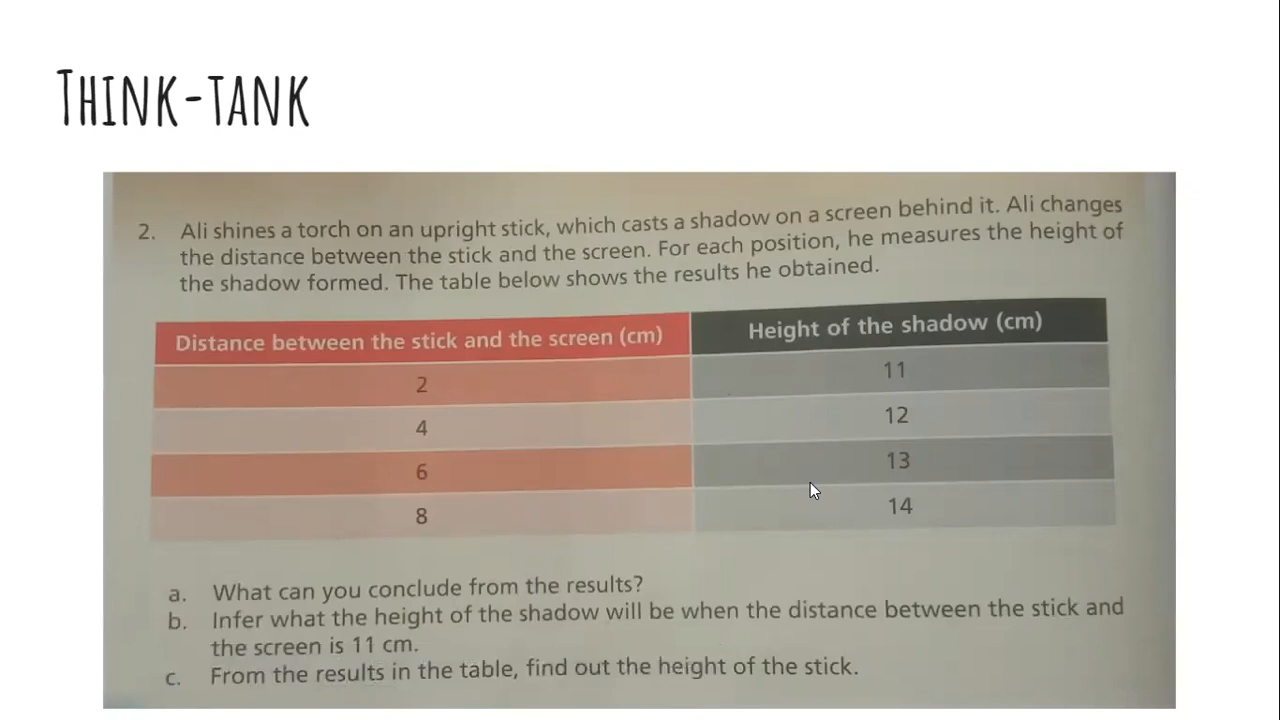 THINK-TANK
2. Ali shines a torch on an upright stick, which casts a shadow on a screen behind it. Ali changes
the distance between the stick and the screen. For each position, he measures the height of
the shadow formed. The table below shows the results he obtained.
Distance between the stick and the screen (cm) Height of the shadow (cm)
2 11
4 12
6 13
8 14
a. What can you conclude from the results?
b. Infer what the height of the shadow will be when the distance between the stick and
the screen is 11 cm.
c. From the results in the table, find out the height of the stick.